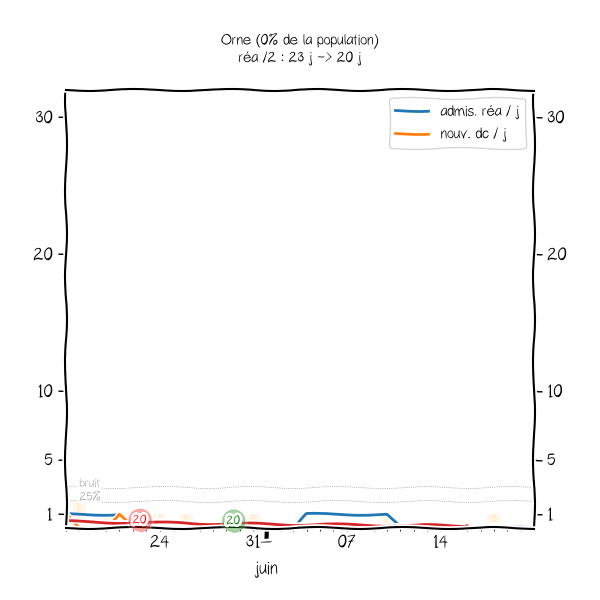 Orne (0% de la population)
réa /2 : 23 j -> 20 j
admis. réa / j
nouv. dc / j
30
30
20
20
10
10
5
5
bruit
25%
1
1
20
20
24
31
07
14
juin